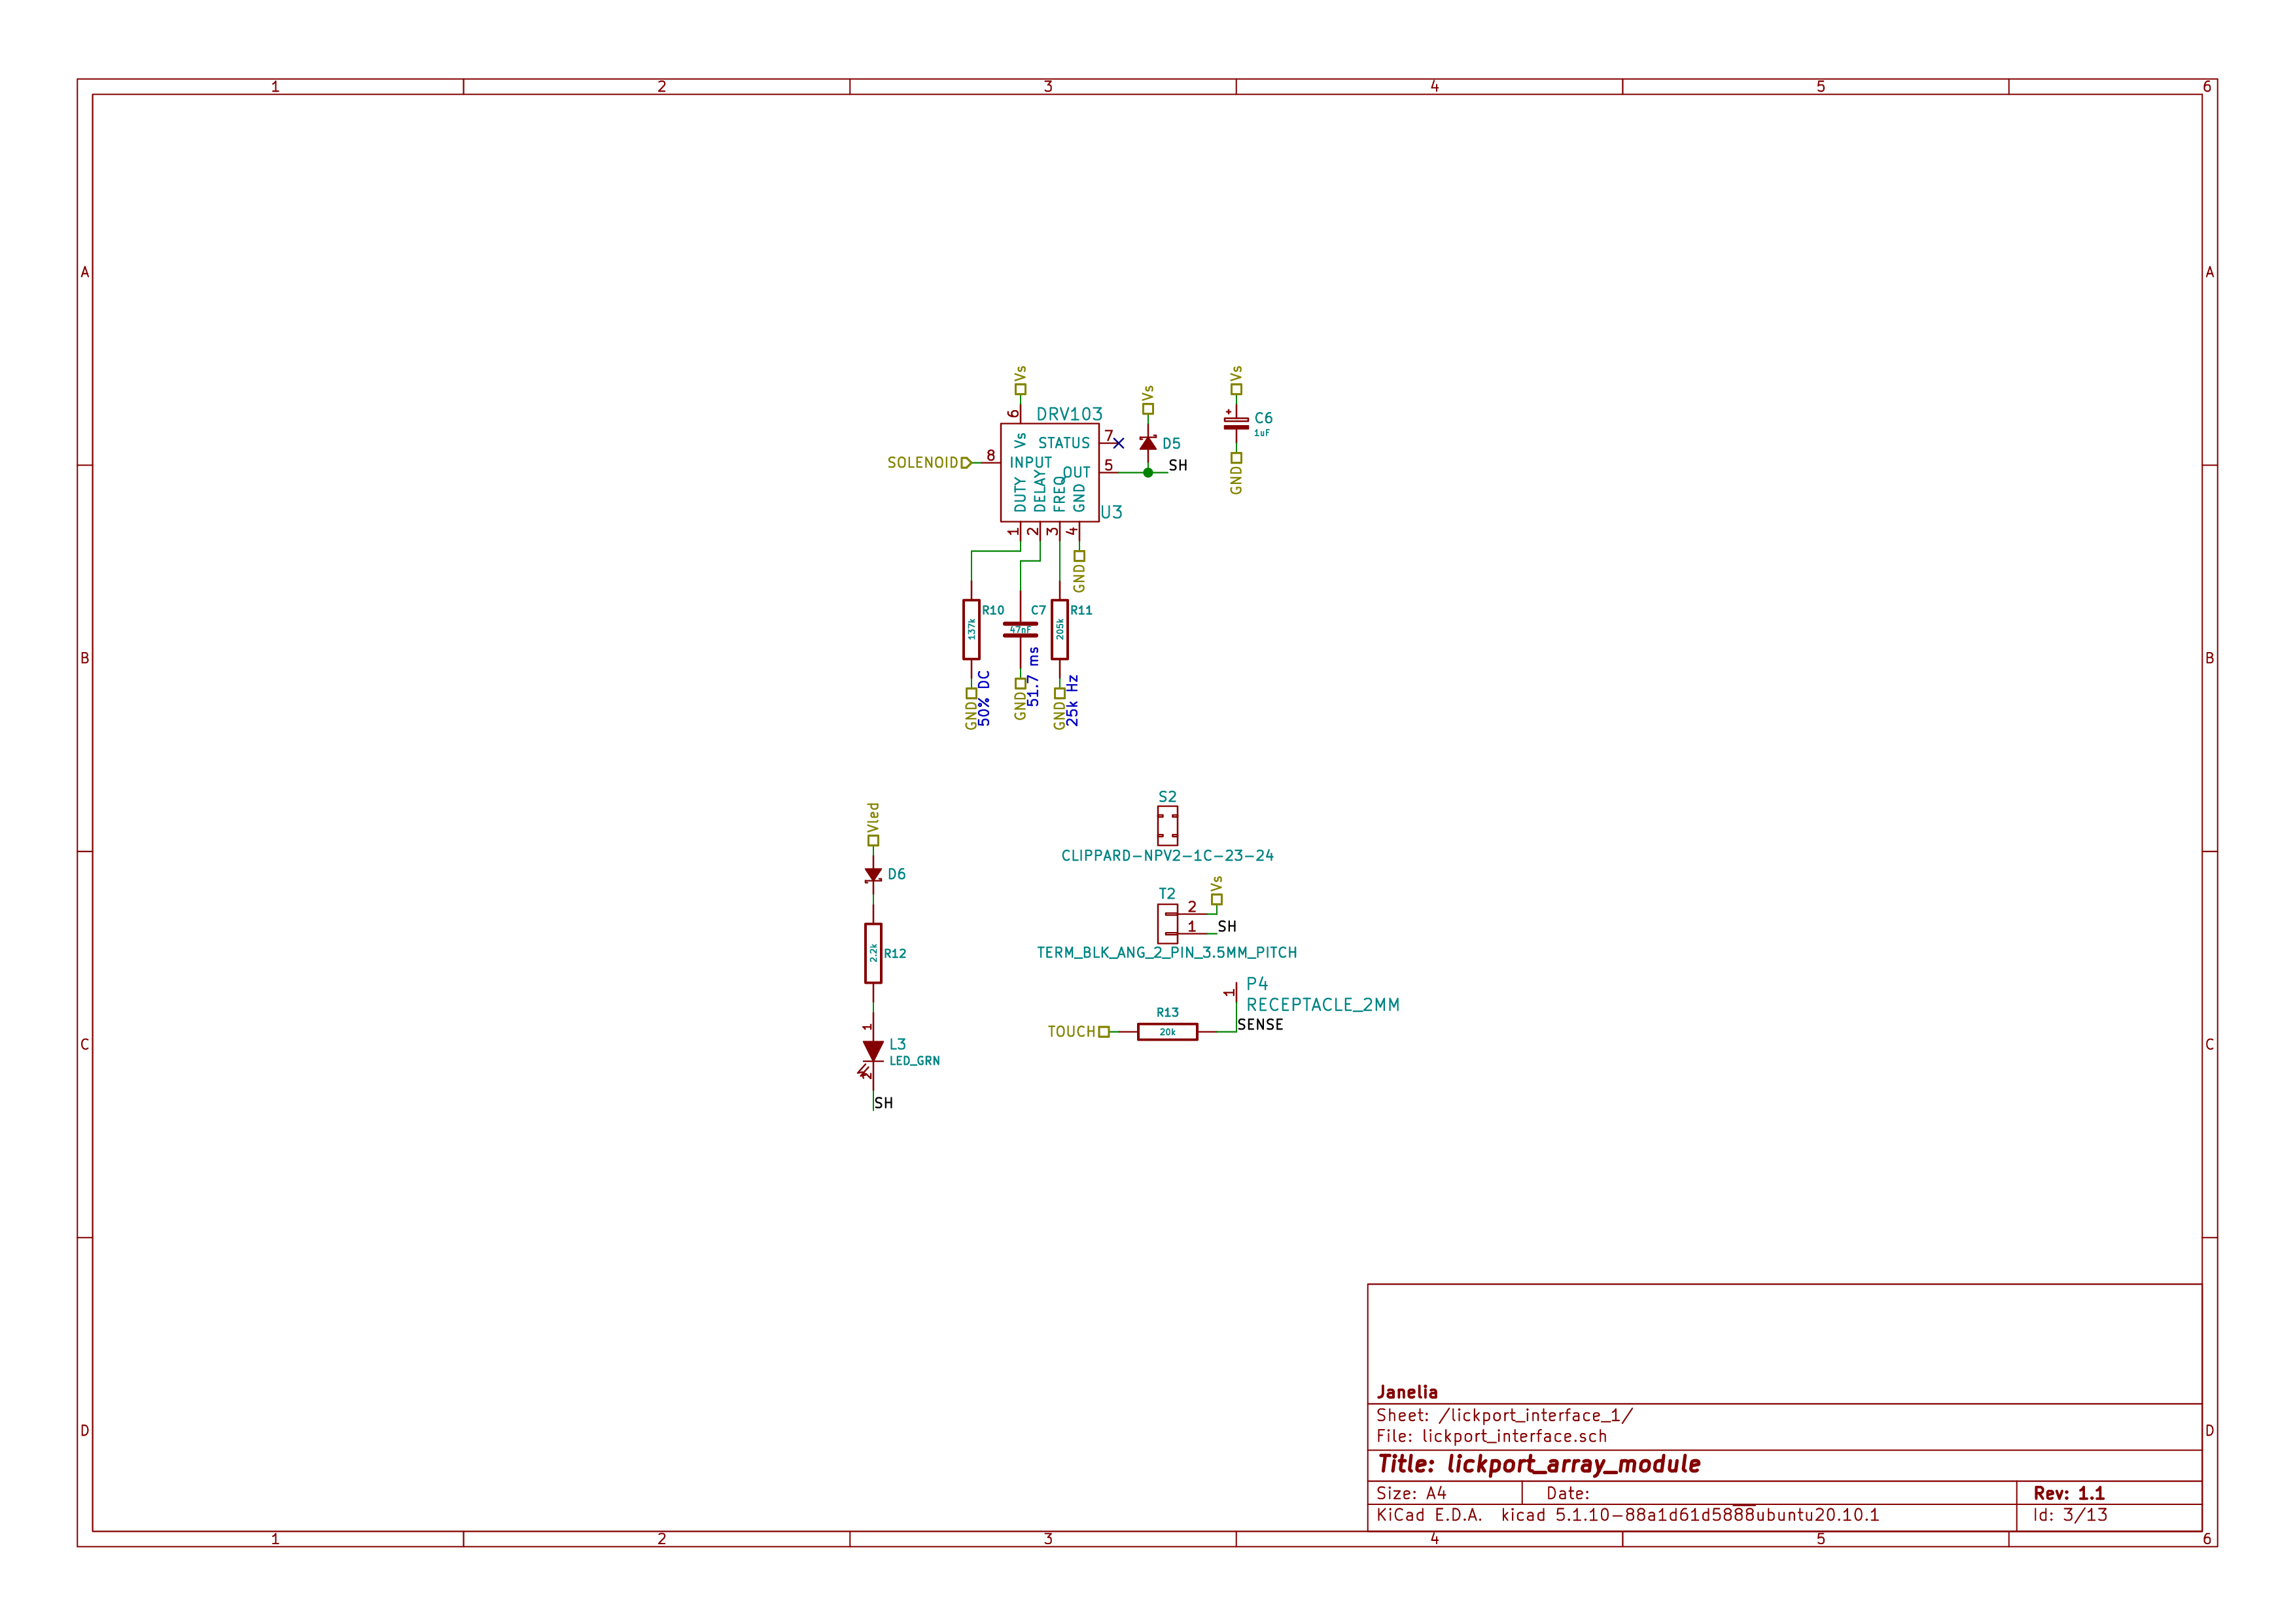 1 2 3 4 5 6
A A
B B
C C
D D
Vs
Vs
Vs
6
DRV103
C6
1uF
+
Vs
STATUS
7
D5
SOLENOID
8
INPUT
OUT
5
SH
GND
DUTY
DELAY
FREQ
GND
U3
1
2
3
4
GND
R10
137k
C7
47nF
R11
205k
GND
50% DC
GND
51.7 ms
GND
25k Hz
Vled
D6
R12
2.2k
1
L3
LED_GRN
2
SH
S2
CLIPPARD-NPV2-1C-23-24
Vs
T2
2
1
SH
TERM_BLK_ANG_2_PIN_3.5MM_PITCH
P4
1
RECEPTACLE_2MM
R13
TOUCH
20k
SENSE
Janelia
Sheet: /lickport_interface_1/
File: lickport_interface.sch
Title: lickport_array_module
Size: A4 Date: Rev: 1.1
KiCad E.D.A. kicad 5.1.10-88a1d61d5888ubuntu20.10.1 Id: 3/13
1 2 3 4 5 6